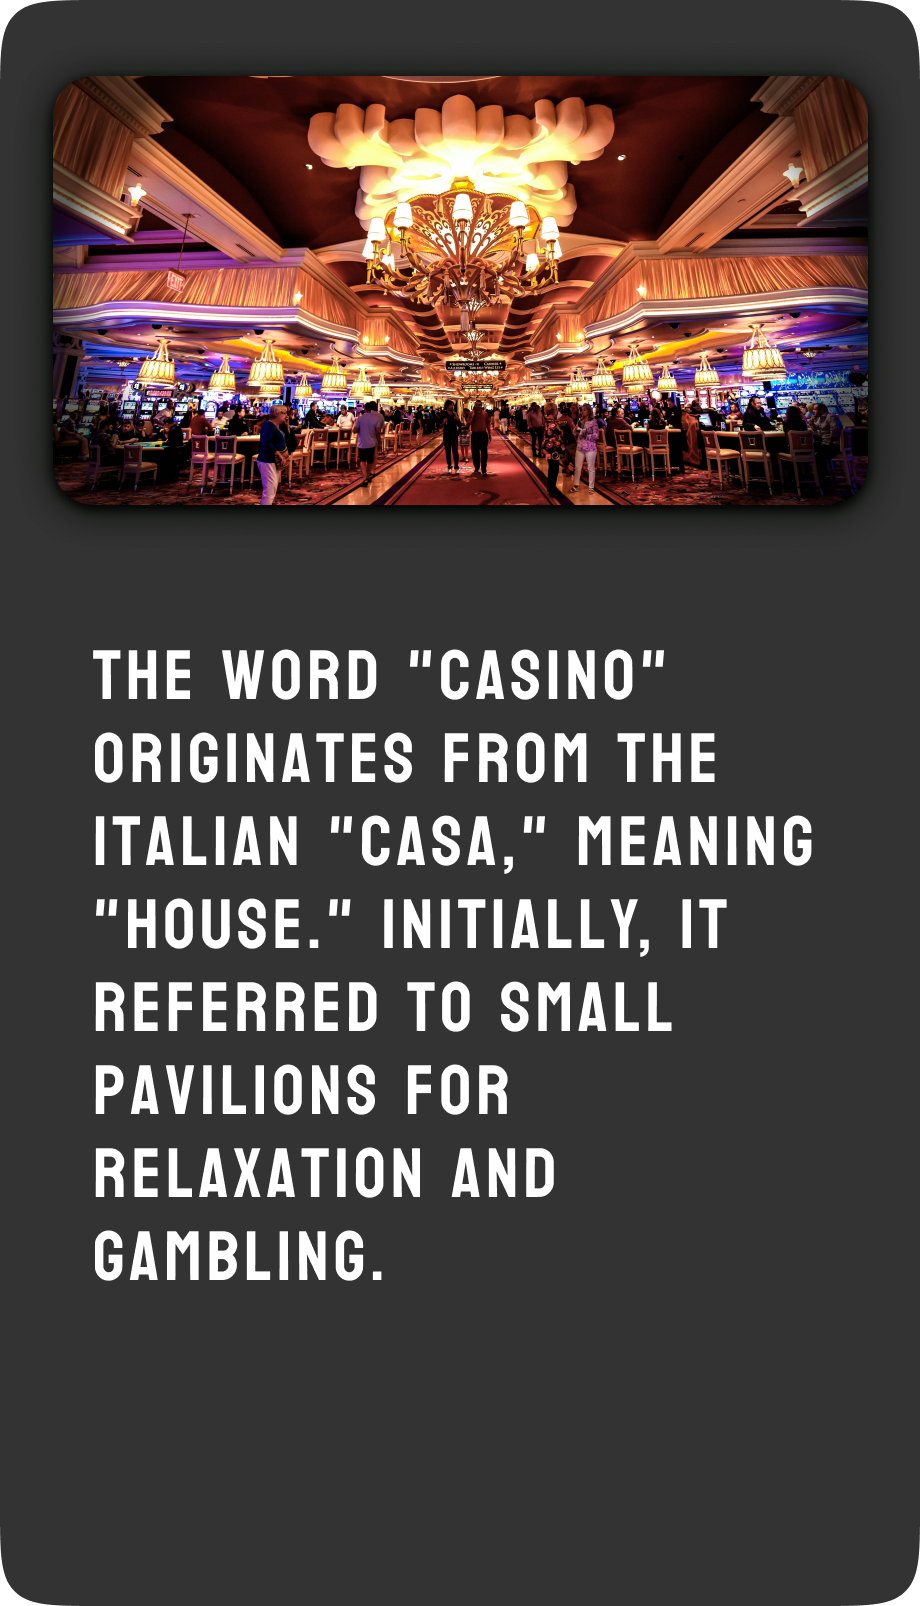 EXIT
THE WORD "CASINO"
ORIGINATES FROM THE
ITALIAN "CASA," MEANING
"HOUSE." INITIALLY, IT
REFERRED TO SMALL
PAVILIONS FOR
RELAXATION AND
GAMBLING.